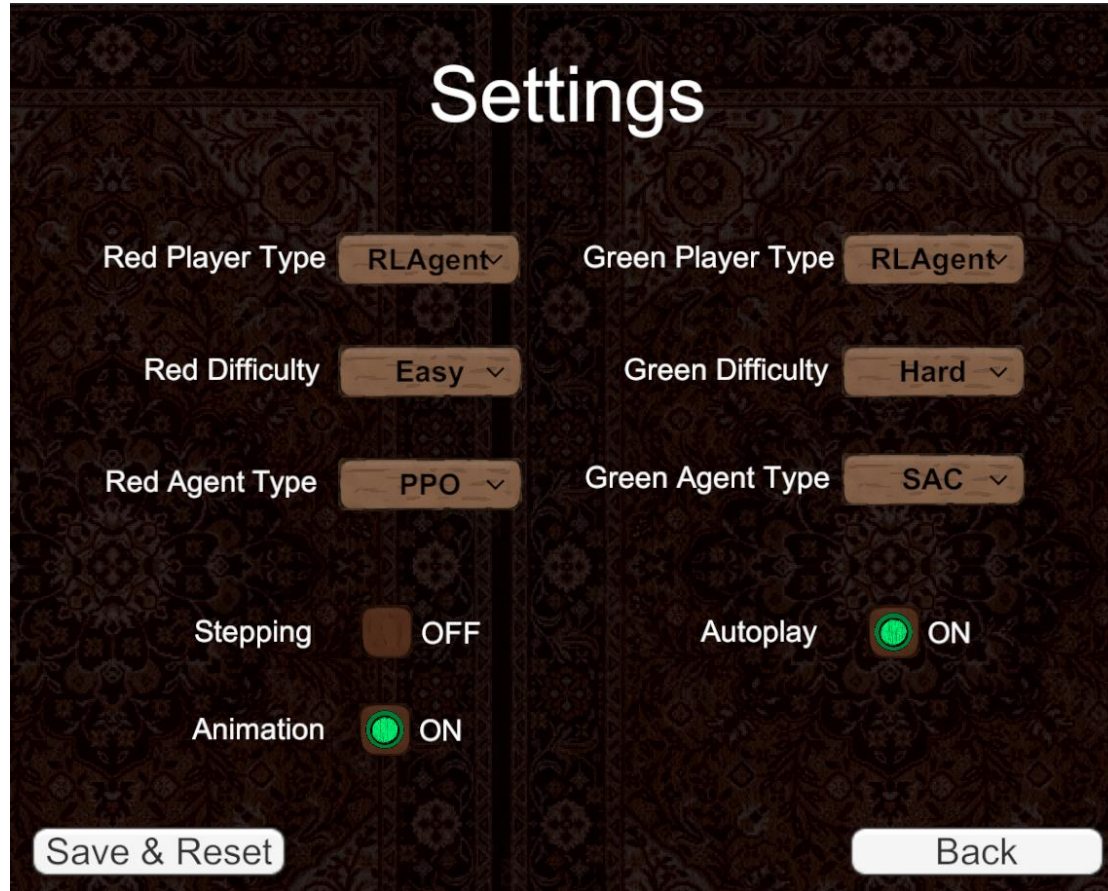 Settings
Red Player Type RLAgent Green Player Type RLAgent
Red Difficulty Easy Green Difficulty Hard
Red Agent Type PPO Green Agent Type SAC
Stepping OFF Autoplay ON
Animation ON
Save & Reset Back